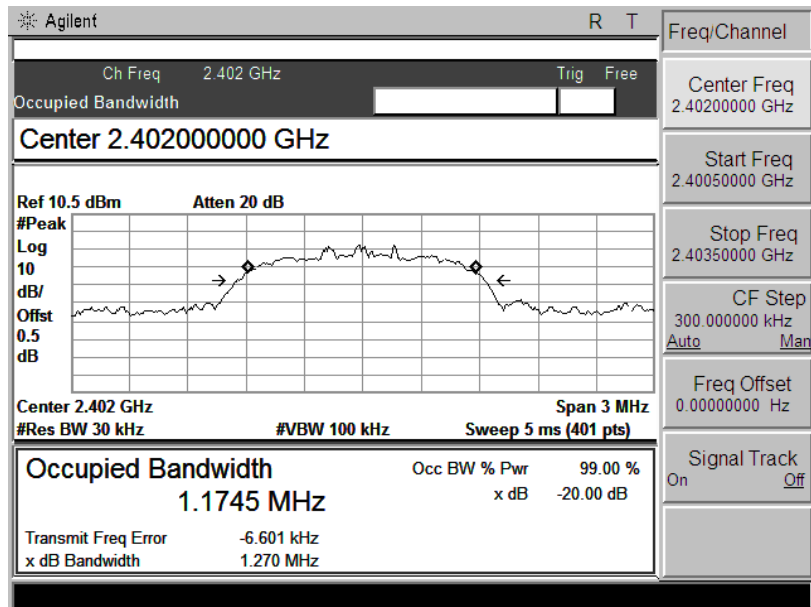 Agilent R T
Ch Freq 2.402 GHz Trig Free
Occupied Bandwidth
Center 2.402000000 GHz
Ref 10.5 dBm Atten 20 dB
#Peak
Log
10
dB/
Offst
0.5
dB
Center 2.402 GHz Span 3 MHz
#Res BW 30 kHz #VBW 100 kHz Sweep 5 ms (401 pts)
Occupied Bandwidth Occ BW % Pwr 99.00 %
1.1745 MHz x dB -20.00 dB
Transmit Freq Error -6.601 kHz
x dB Bandwidth 1.270 MHz
Freq/Channel
Center Freq
2.40200000 GHz
Start Freq
2.40050000 GHz
Stop Freq
2.40350000 GHz
CF Step
300.000000 kHz
Auto Man
Freq Offset
0.00000000 Hz
Signal Track
On Off